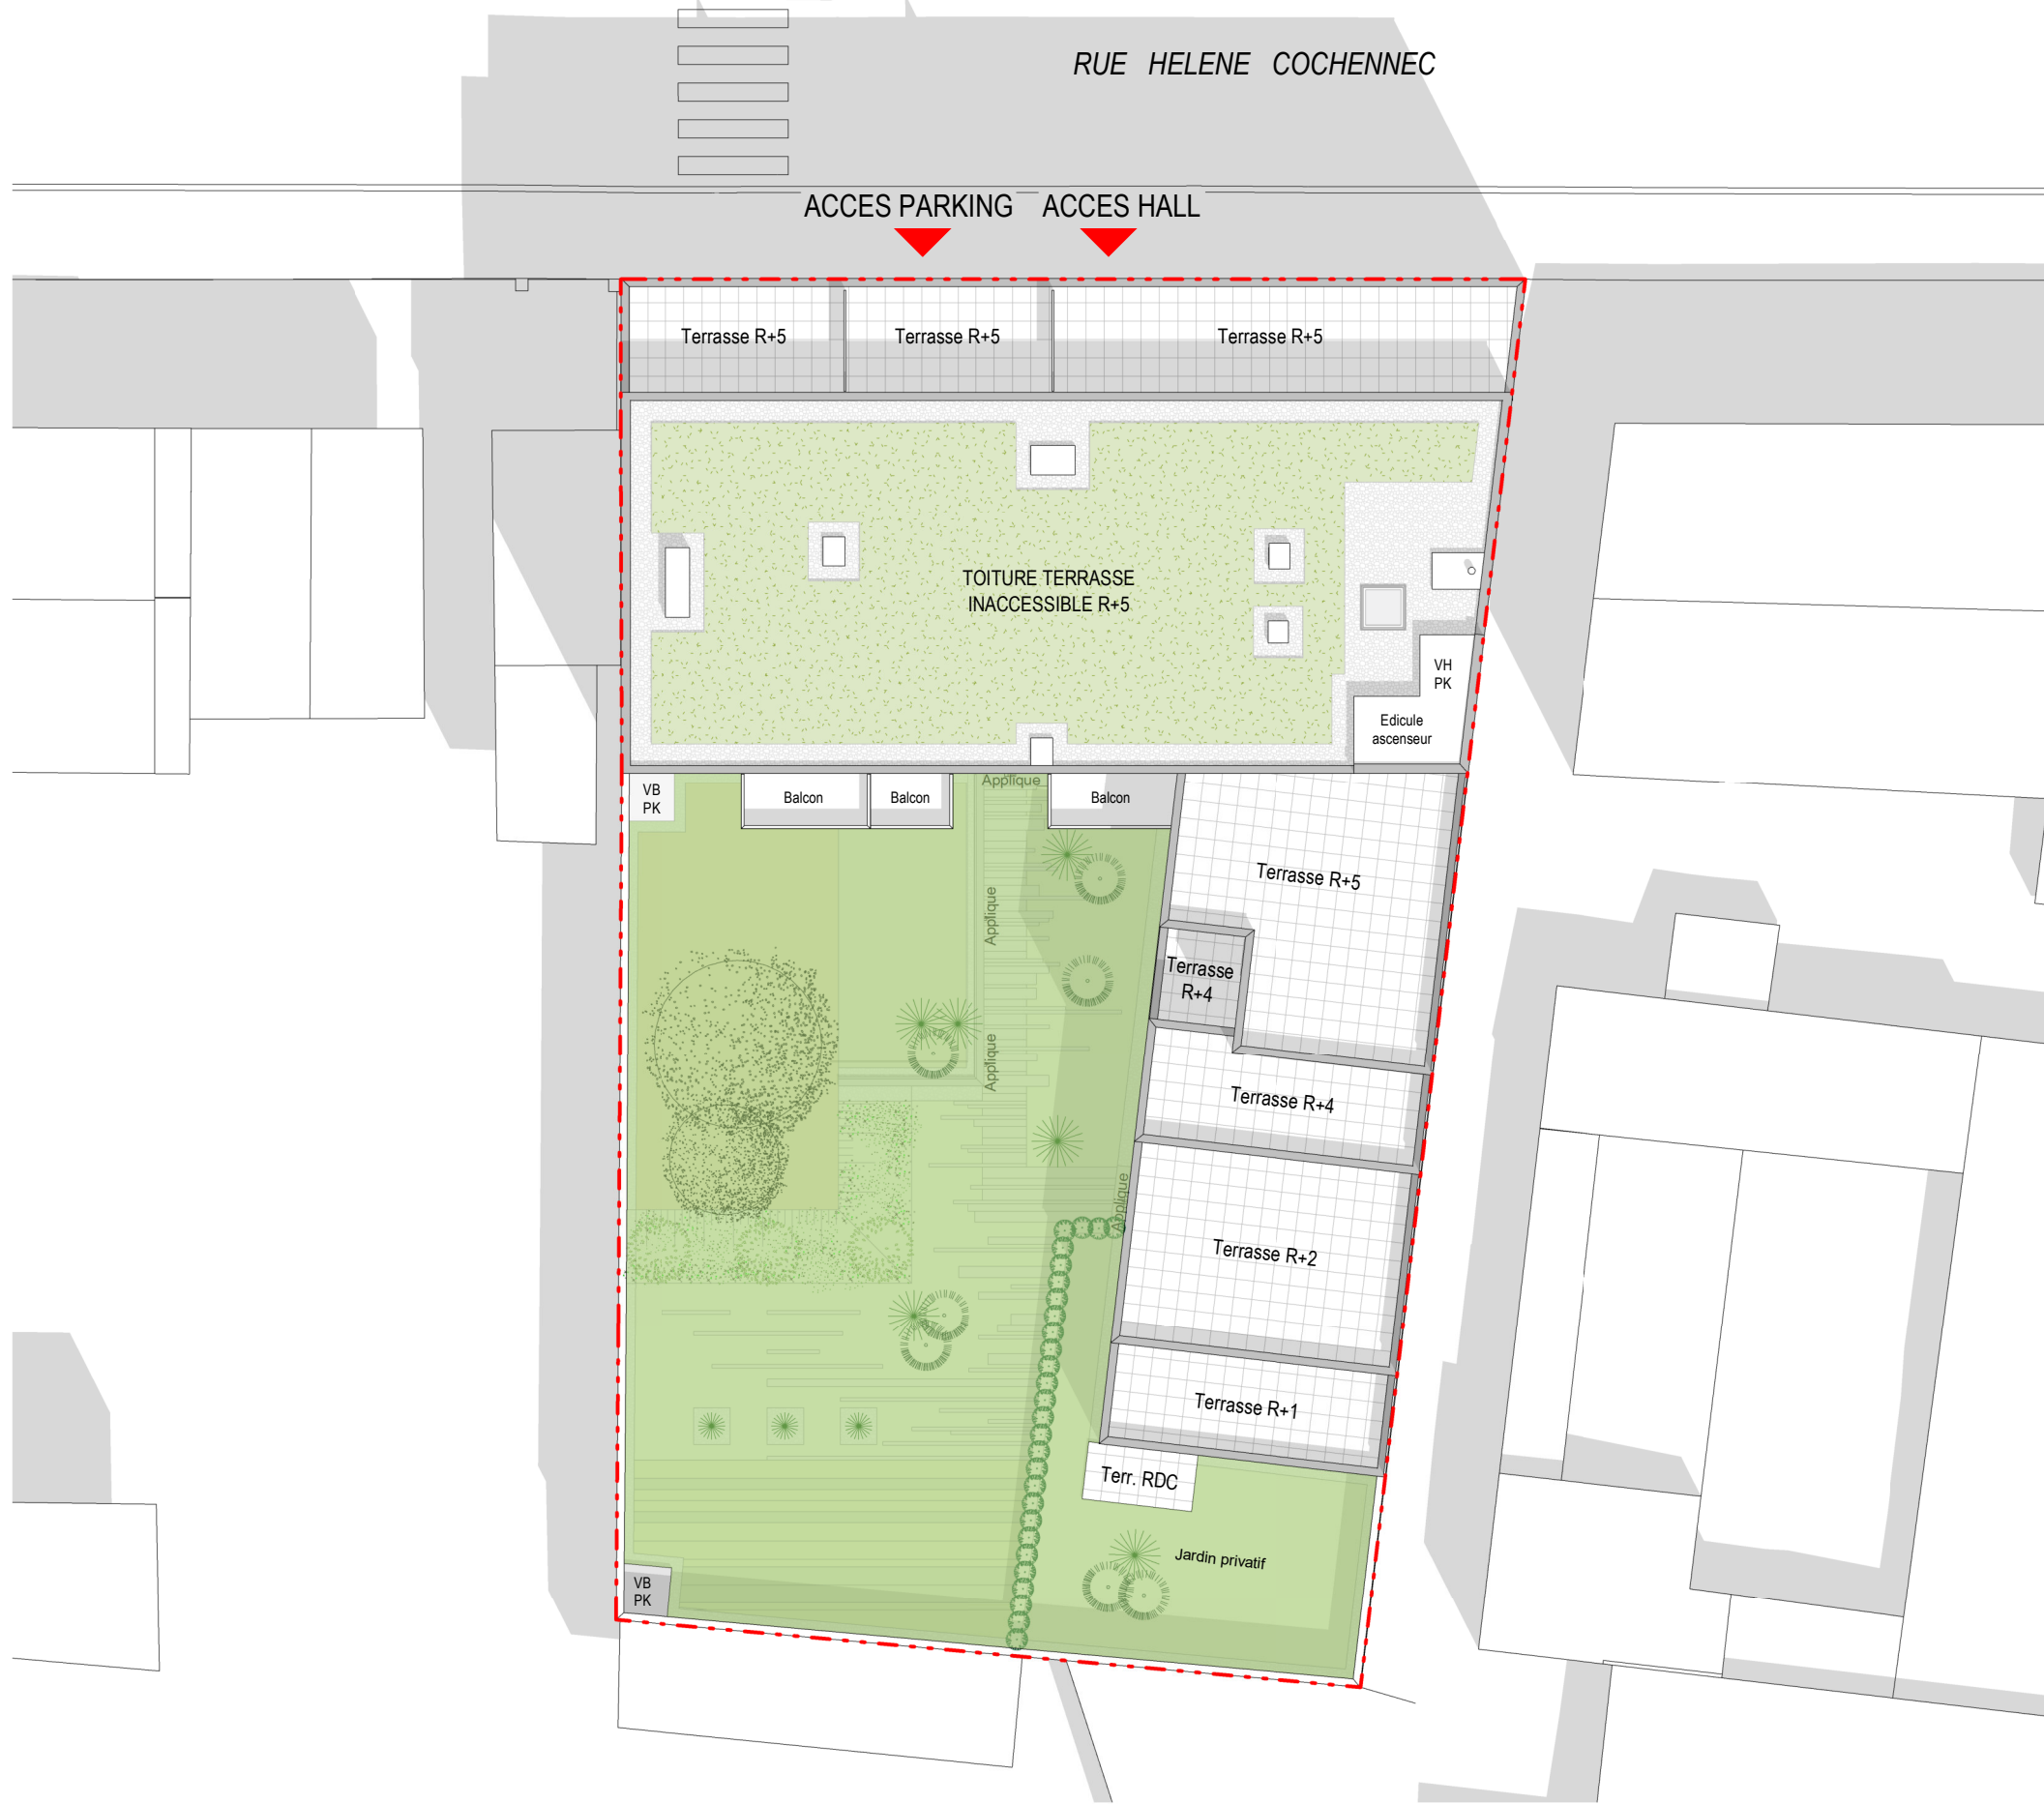 RUE HELENE COCHENNEC
ACCES PARKING
ACCES HALL
Terrasse R+5
Terrasse R+5
Terrasse R+5
TOITURE TERRASSE
INACCESSIBLE R+5
VH
PK
Edicule
ascenseur
VB
PK
Balcon
Balcon
Applique
Balcon
Terrasse R+5
Applique
Terrasse
R+4
Applique
Terrasse R+4
Applique
Terrasse R+2
Terrasse R+1
Terr. RDC
Jardin privatif
VB
PK